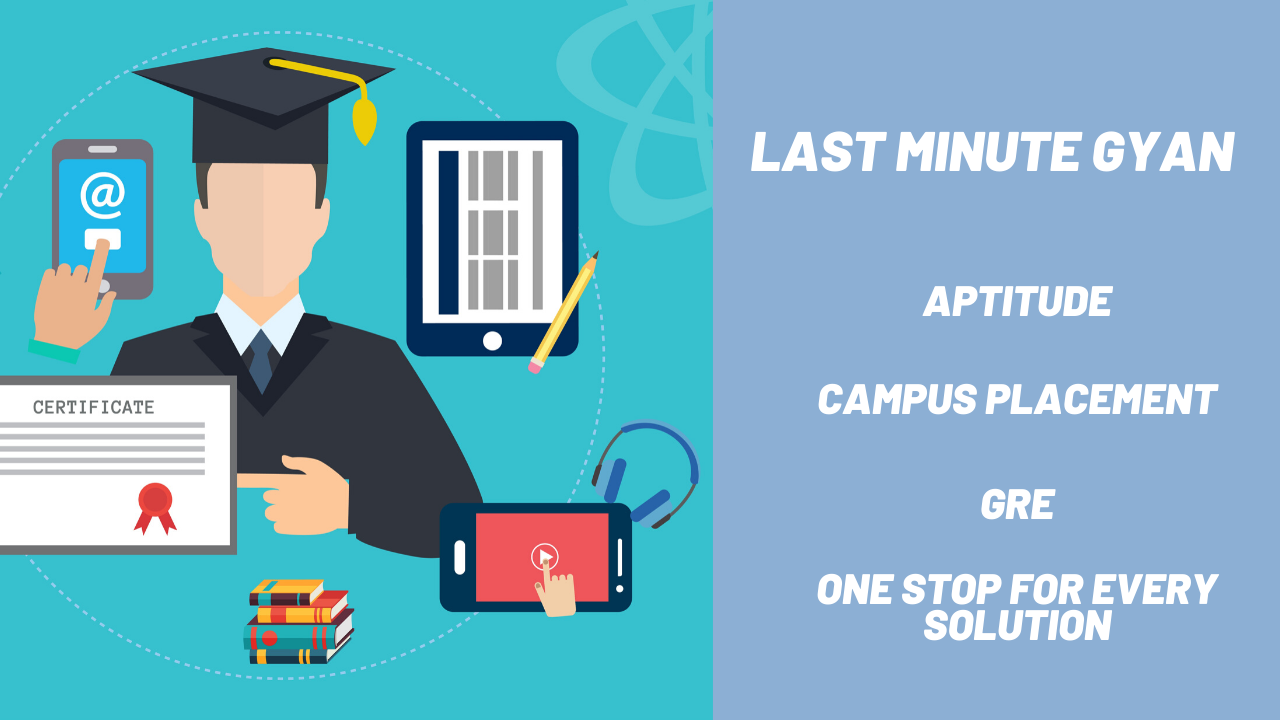 @
CERTIFICATE
LAST MINUTE GYAN
APTITUDE
CAMPUS PLACEMENT
GRE
ONE STOP FOR EVERY
SOLUTION